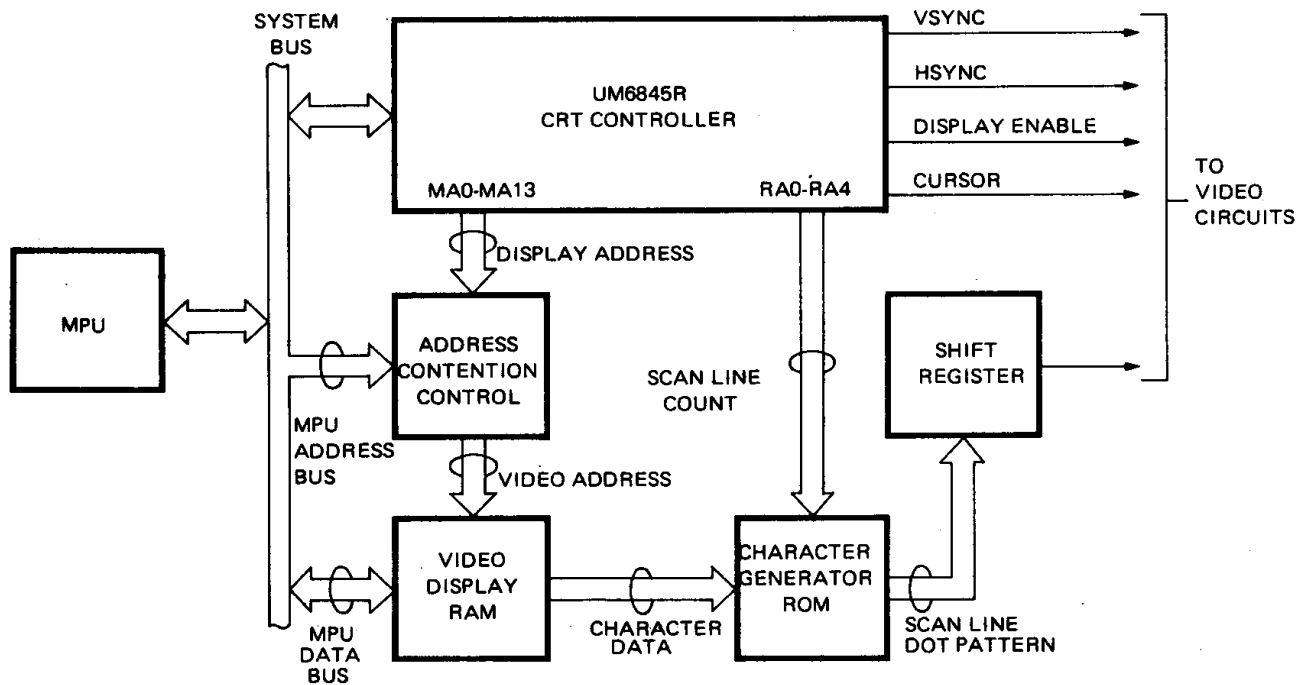 SYSTEM
BUS
UM6845R
CRT CONTROLLER
MA0-MA13
RA0-RA4
VSYNC
HSYNC
DISPLAY ENABLE
CURSOR
TO
VIDEO
CIRCUITS
DISPLAY ADDRESS
MPU
ADDRESS
CONTENTION
CONTROL
SCAN LINE
COUNT
SHIFT
REGISTER
MPU
ADDRESS
BUS
VIDEO ADDRESS
VIDEO
DISPLAY
RAM
CHARACTER
GENERATOR
ROM
MPU
DATA
BUS
CHARACTER
DATA
SCAN LINE
DOT PATTERN